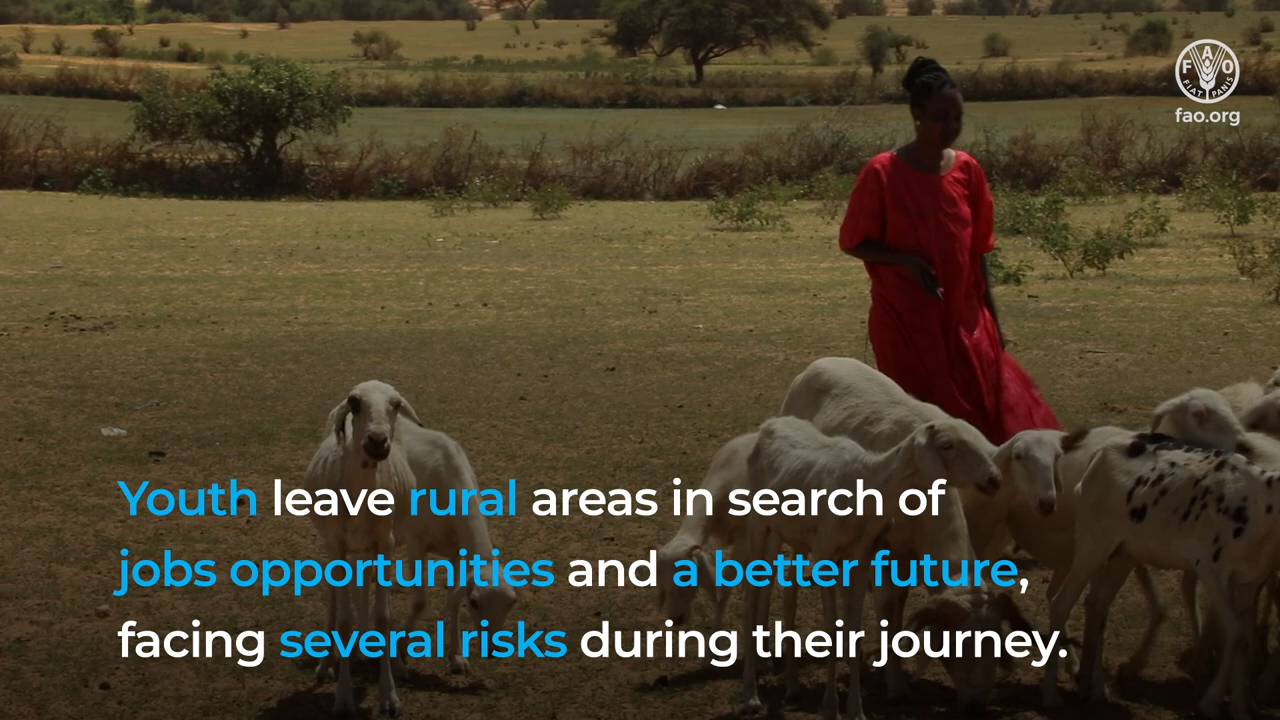 F A O
FIAT PANIS
fao.org
Youth leave rural areas in search of
jobs opportunities and a better future,
facing several risks during their journey.